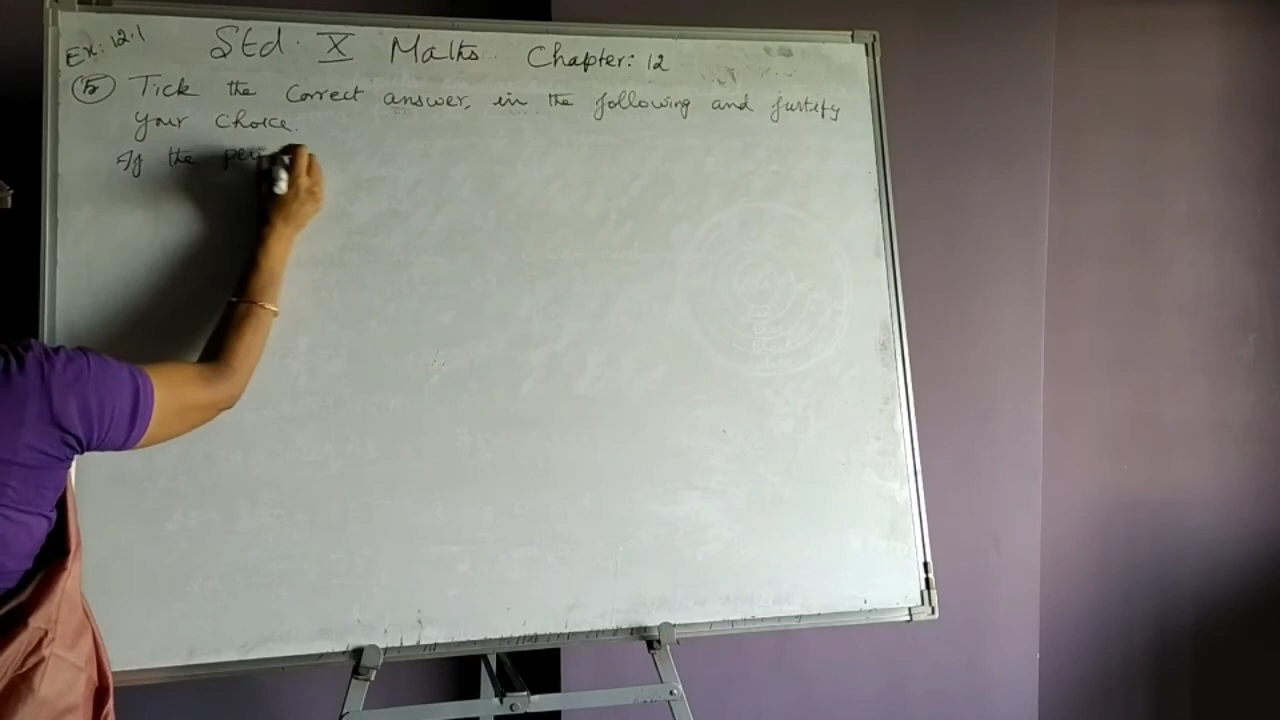 Ex: 12.1 Std. X Maths. Chapter: 12
5 Tick the correct answer in the following and justify
your choice.
If the peri